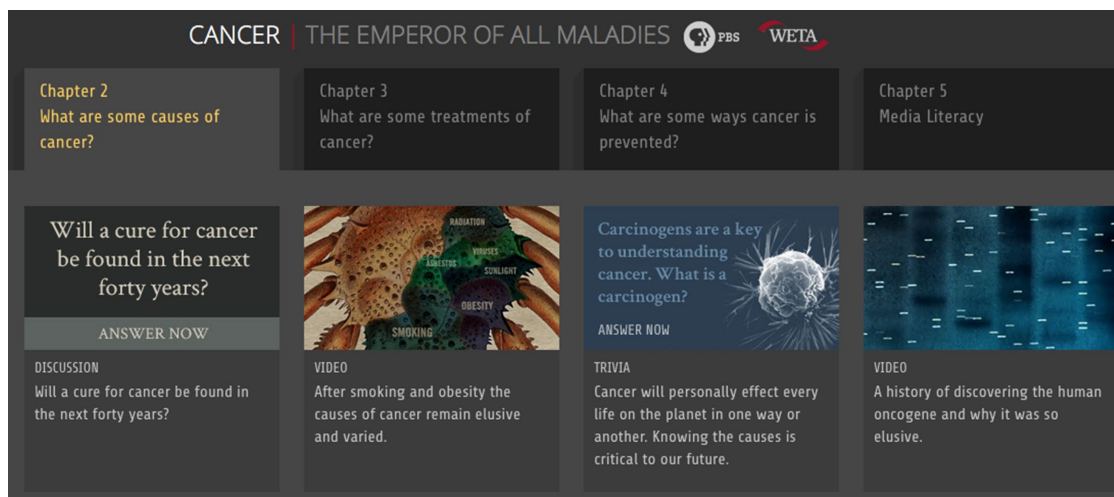 CANCER | THE EMPEROR OF ALL MALADIES PBS WETA
Chapter 2
What are some causes of
cancer?
Chapter 3
What are some treatments of
cancer?
Chapter 4
What are some ways cancer is
prevented?
Chapter 5
Media Literacy
Will a cure for cancer
be found in the next
forty years?
ANSWER NOW
DISCUSSION
Will a cure for cancer be found in
the next forty years?
RADIATION
VIRUSES
ASBESTOS
SUNLIGHT
OBESITY
SMOKING
VIDEO
After smoking and obesity the
causes of cancer remain elusive
and varied.
Carcinogens are a key
to understanding
cancer. What is a
carcinogen?
ANSWER NOW
TRIVIA
Cancer will personally effect every
life on the planet in one way or
another. Knowing the causes is
critical to our future.
VIDEO
A history of discovering the human
oncogene and why it was so
elusive.